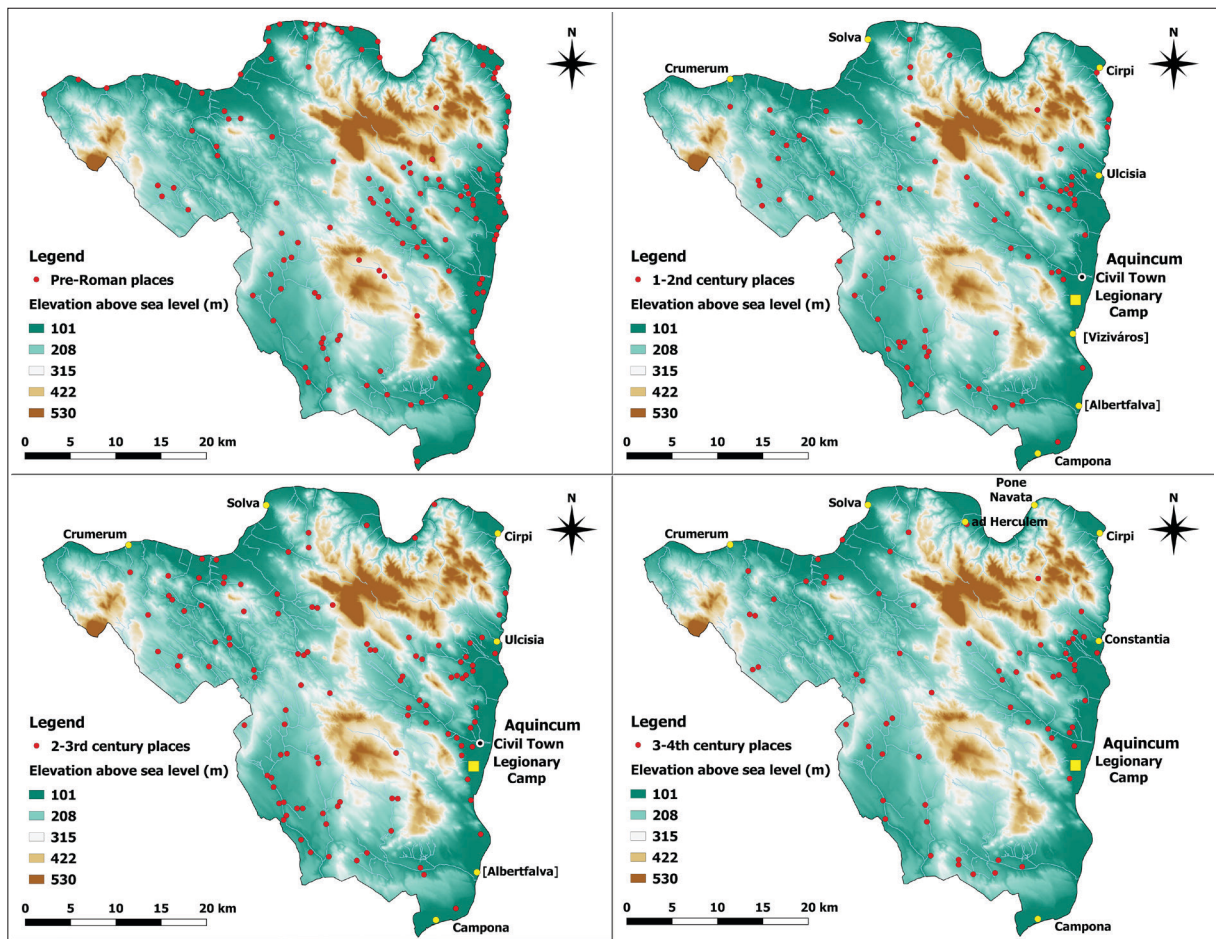 N
Legend
Pre-Roman places
Elevation above sea level (m)
101
208
315
422
530
0 5 10 15 20 km
N
Solva
Crumerum
Cirpi
Ulcisia
Aquincum
Civil Town
Legionary
Camp
[Víziváros]
[Albertfalva]
Campona
Legend
1-2nd century places
Elevation above sea level (m)
101
208
315
422
530
0 5 10 15 20 km
N
Solva
Crumerum
Cirpi
Ulcisia
Aquincum
Civil Town
Legionary
Camp
[Albertfalva]
Campona
Legend
2-3rd century places
Elevation above sea level (m)
101
208
315
422
530
0 5 10 15 20 km
Pone
Navata
N
Solva
ad Herculem
Crumerum
Cirpi
Constantia
Aquincum
Legionary
Camp
Campona
Legend
3-4th century places
Elevation above sea level (m)
101
208
315
422
530
0 5 10 15 20 km